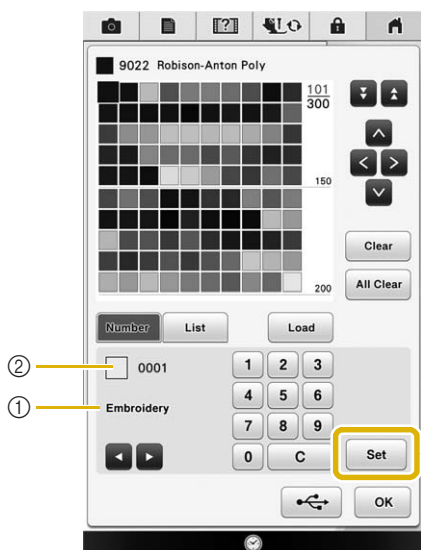 [?]
9022 Robison-Anton Poly
101
300
150
200
Clear
All Clear
Number List Load
② 0001
① Embroidery
1 2 3
4 5 6
7 8 9
0 C Set
OK